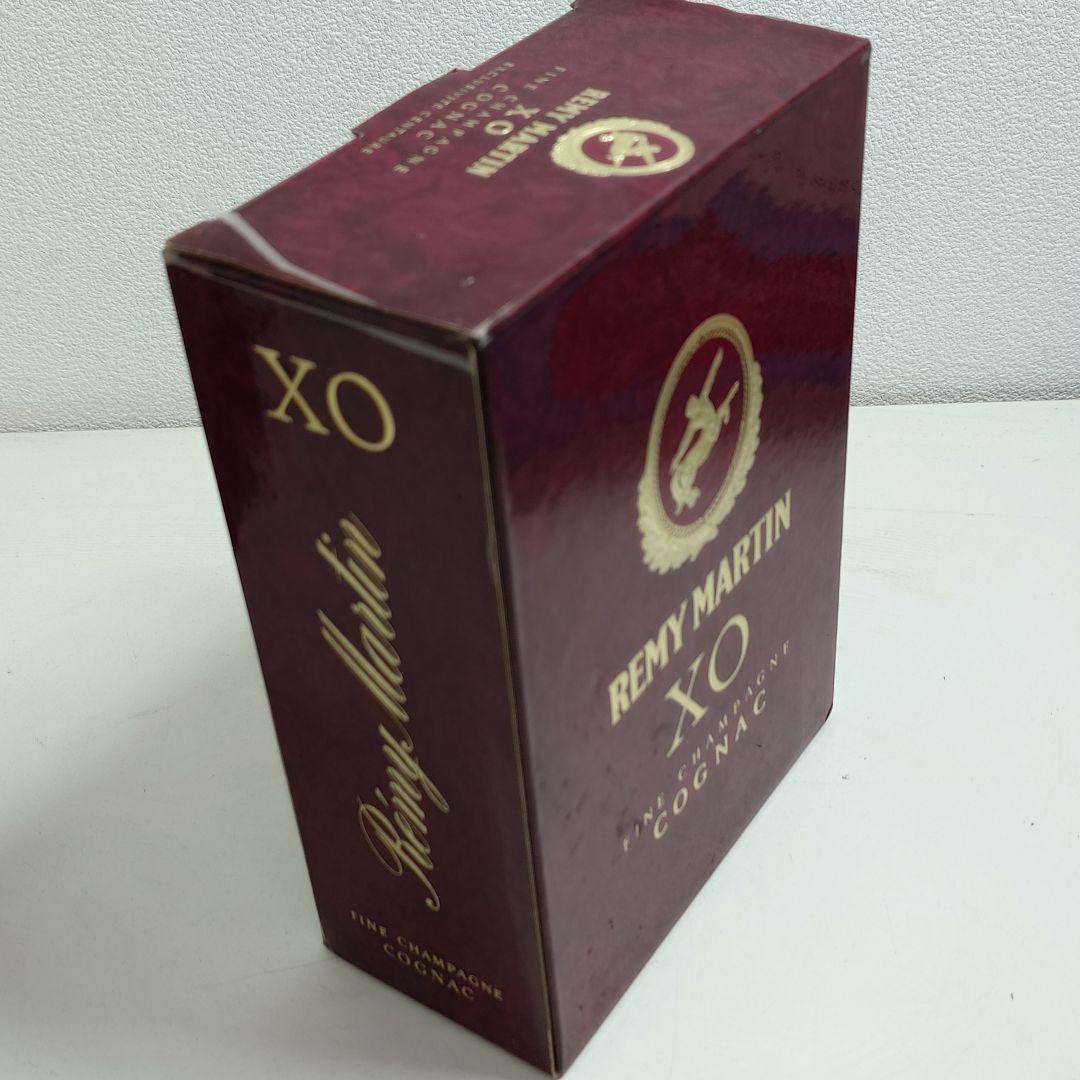 REMY MARTIN
XO
FINE CHAMPAGNE
COGNAC
EXCLUSIVITE CENTAURE
XO
Rémy Martin
FINE CHAMPAGNE
COGNAC
REMY MARTIN
XO
FINE CHAMPAGNE
COGNAC